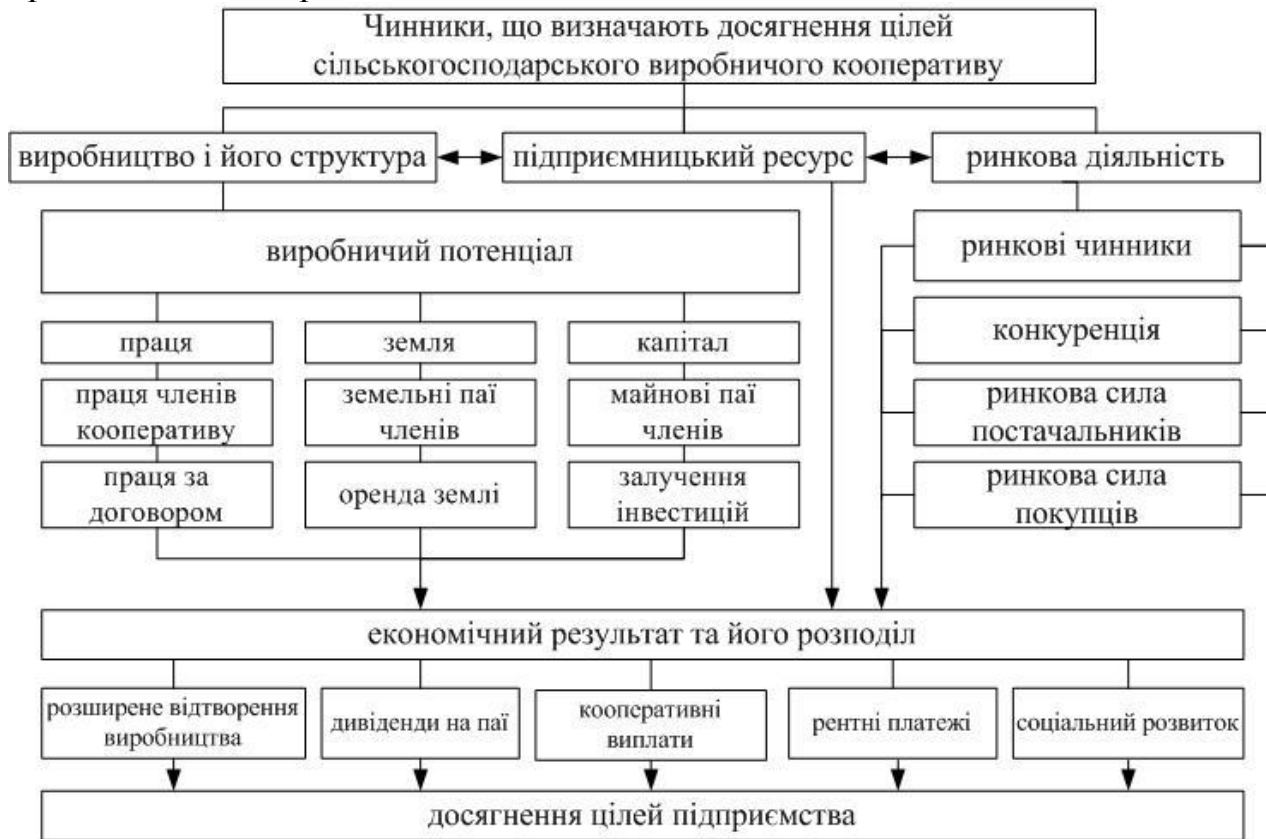 Чинники, що визначають досягнення цілей
сільськогосподарського виробничого кооперативу
виробництво і його структура
підприємницький ресурс
ринкова діяльність
виробничий потенціал
ринкові чинники
праця
земля
капітал
конкуренція
праця членів
кооперативу
земельні паї
членів
майнові паї
членів
ринкова сила
постачальників
праця за
договором
оренда землі
залучення
інвестицій
ринкова сила
покупців
економічний результат та його розподіл
розширене відтворення
виробництва
дивіденди на паї
кооперативні
виплати
рентні платежі
соціальний розвиток
досягнення цілей підприємства